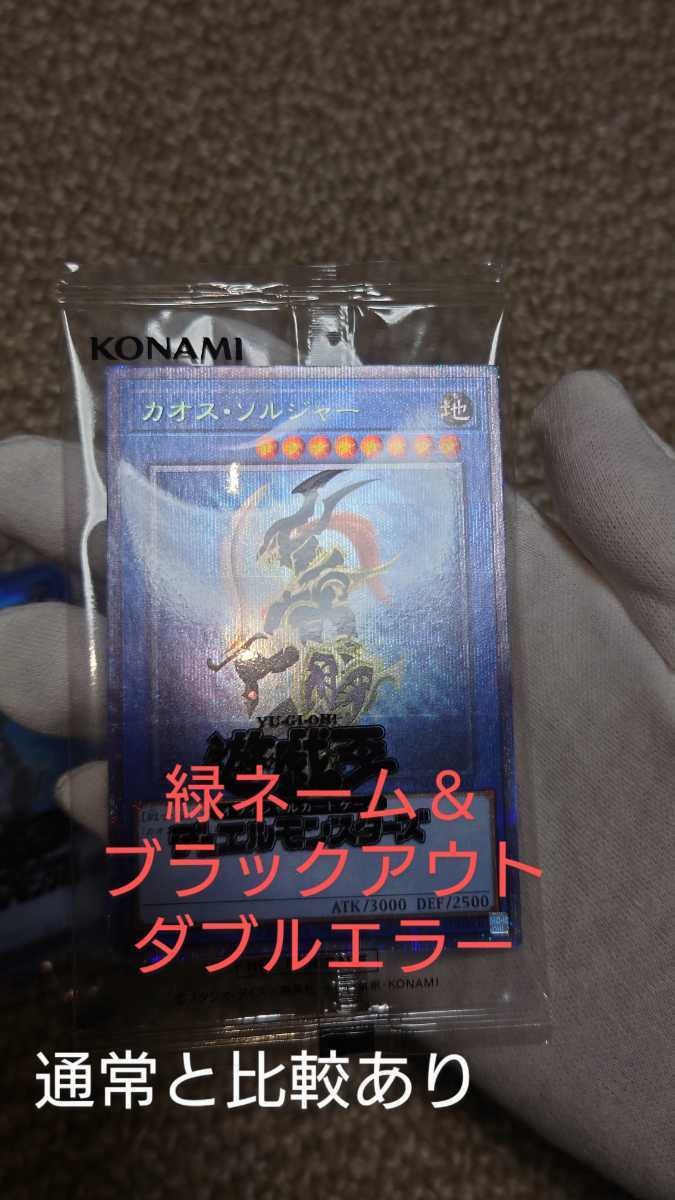 KONAMI
カオス・ソルジャー
地
YU-GI-OH!
遊戯王
緑ネーム＆
デュエルモンスターズ
ブラックアウト
ATK/3000 DEF/2500
ダブルエラー
通常と比較あり